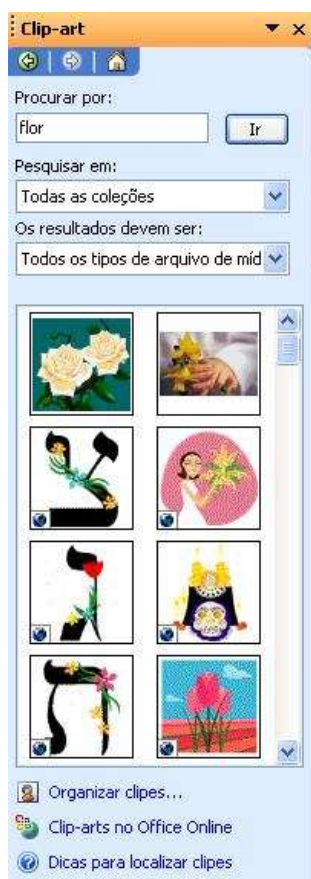 Clip-art
Procurar por:
flor
Ir
Pesquisar em:
Todas as coleções
Os resultados devem ser:
Todos os tipos de arquivo de míd
Organizar clipes...
Clip-arts no Office Online
Dicas para localizar clipes